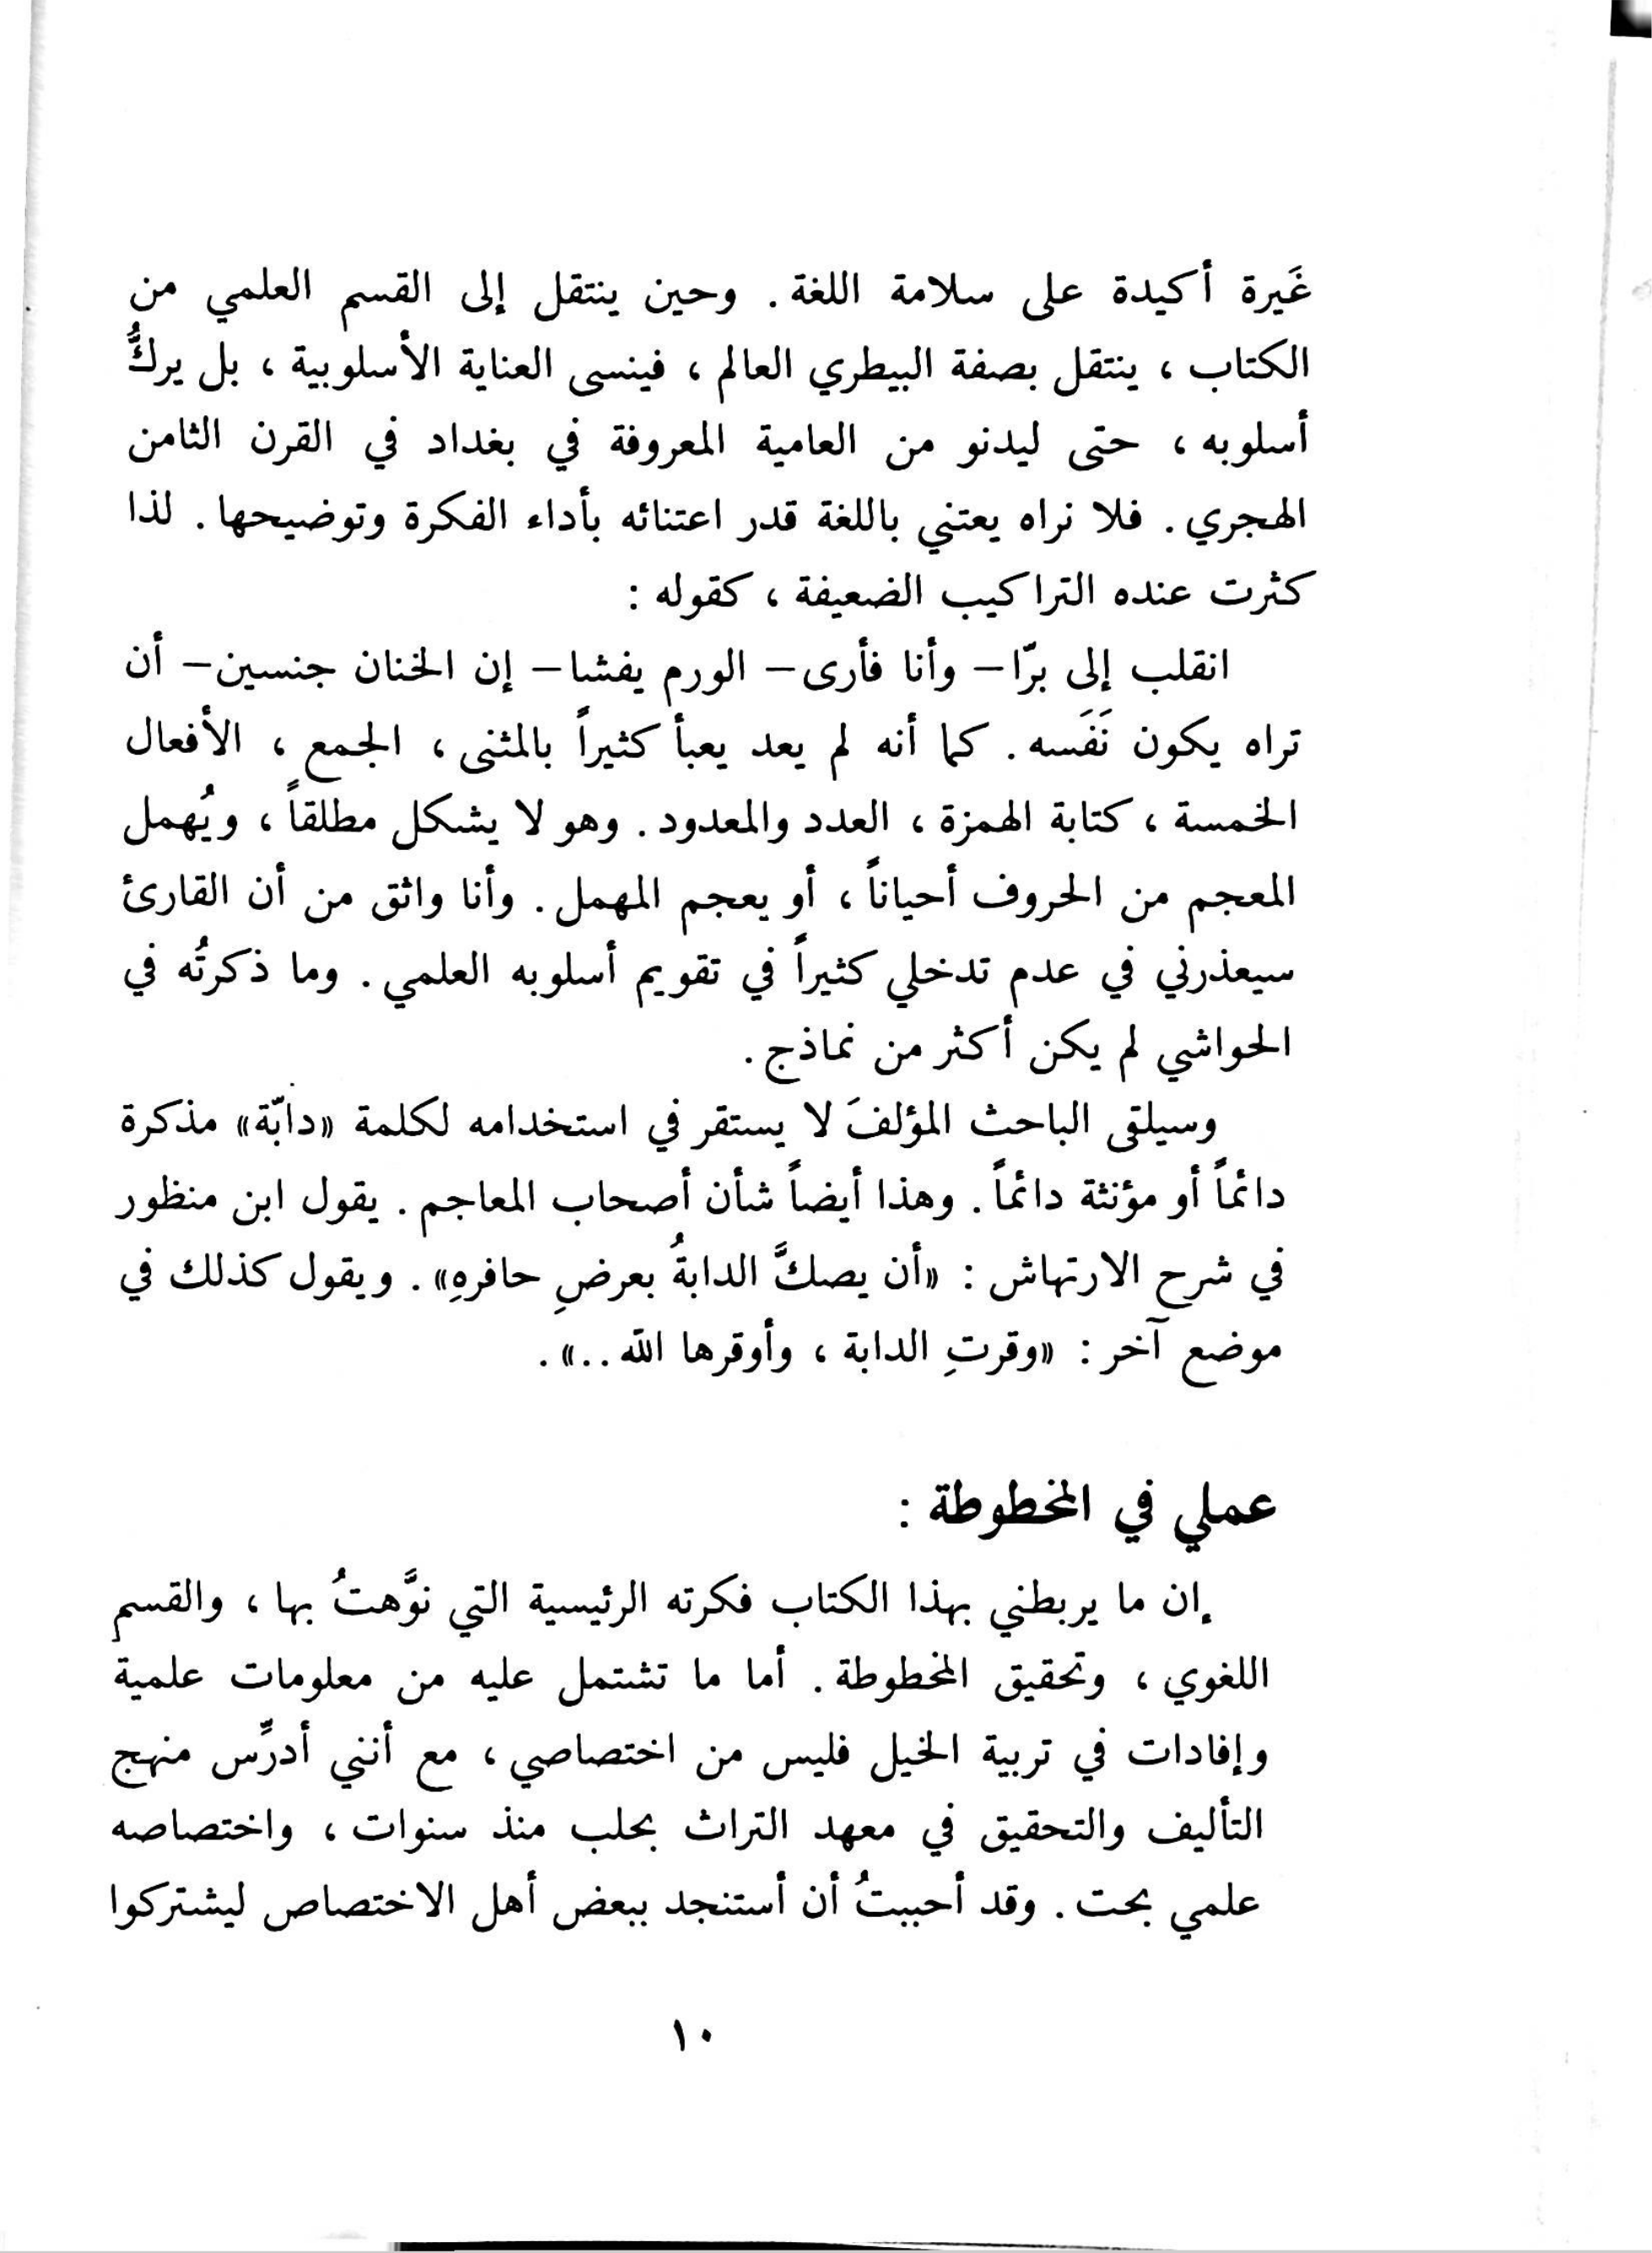 غَيرة أكيدة على سلامة اللغة . وحين ينتقل إلى القسم العلمي من
الكتاب ، ينتقل بصفة البيطري العالم ، فينسى العناية الأسلوبية ، بل يركُّ
أسلوبه ، حتى ليدنو من العامية المعروفة في بغداد في القرن الثامن
الهجري . فلا نراه يعتني باللغة قدر اعتنائه بأداء الفكرة وتوضيحها . لذا
كثرت عنده التراكيب الضعيفة ، كقوله :
انقلب إلى برّا – وأنا فأرى – الورم يفشا – إن الخنان جنسين – أن
تراه يكون نَفَسه . كما أنه لم يعد يعبأ كثيراً بالمثنى ، الجمع ، الأفعال
الخمسة ، كتابة الهمزة ، العدد والمعدود . وهو لا يشكل مطلقاً ، ويُهمل
المعجم من الحروف أحياناً ، أو يعجم المهمل . وأنا واثق من أن القارئ
سيعذرني في عدم تدخلي كثيراً في تقويم أسلوبه العلمي . وما ذكرتُه في
الحواشي لم يكن أكثر من نماذج .
وسيلقى الباحث المؤلفَ لا يستقر في استخدامه لكلمة «دابّة» مذكرة
دائماً أو مؤنثة دائماً . وهذا أيضاً شأن أصحاب المعاجم . يقول ابن منظور
في شرح الارتهاش : «أن يصكَّ الدابةُ بعرضِ حافرهِ» . ويقول كذلك في
موضع آخر : «وقرتِ الدابة ، وأوقرها الله ..» .
عملي في المخطوطة :
إن ما يربطني بهذا الكتاب فكرته الرئيسية التي نوَّهتُ بها ، والقسم
اللغوي ، وتحقيق المخطوطة . أما ما تشتمل عليه من معلومات علمية
وإفادات في تربية الخيل فليس من اختصاصي ، مع أنني أدرِّس منهج
التأليف والتحقيق في معهد التراث بحلب منذ سنوات ، واختصاصه
علمي بحت . وقد أحببتُ أن أستنجد ببعض أهل الاختصاص ليشتركوا
١٠